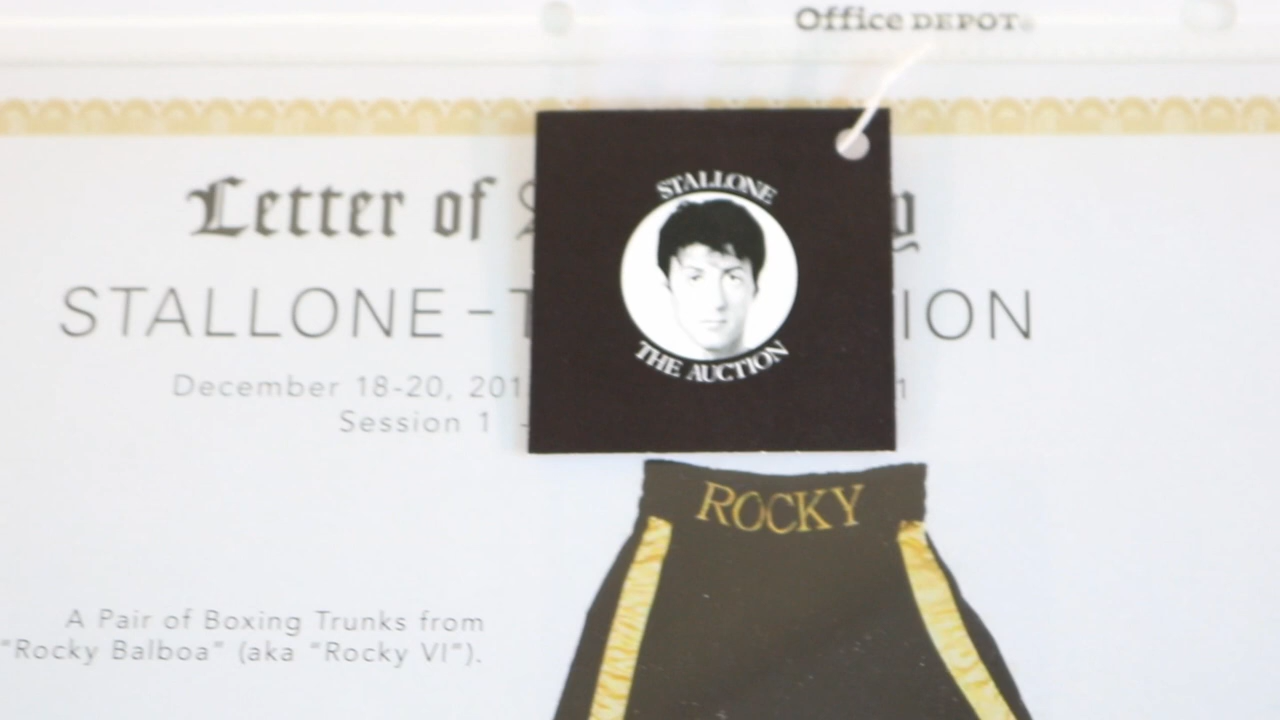 Office DEPOT
Letter of
STALLONE - T ION
December 18-20, 201 1
Session 1 -
STALLONE
THE AUCTION
ROCKY
A Pair of Boxing Trunks from
"Rocky Balboa" (aka "Rocky VI").